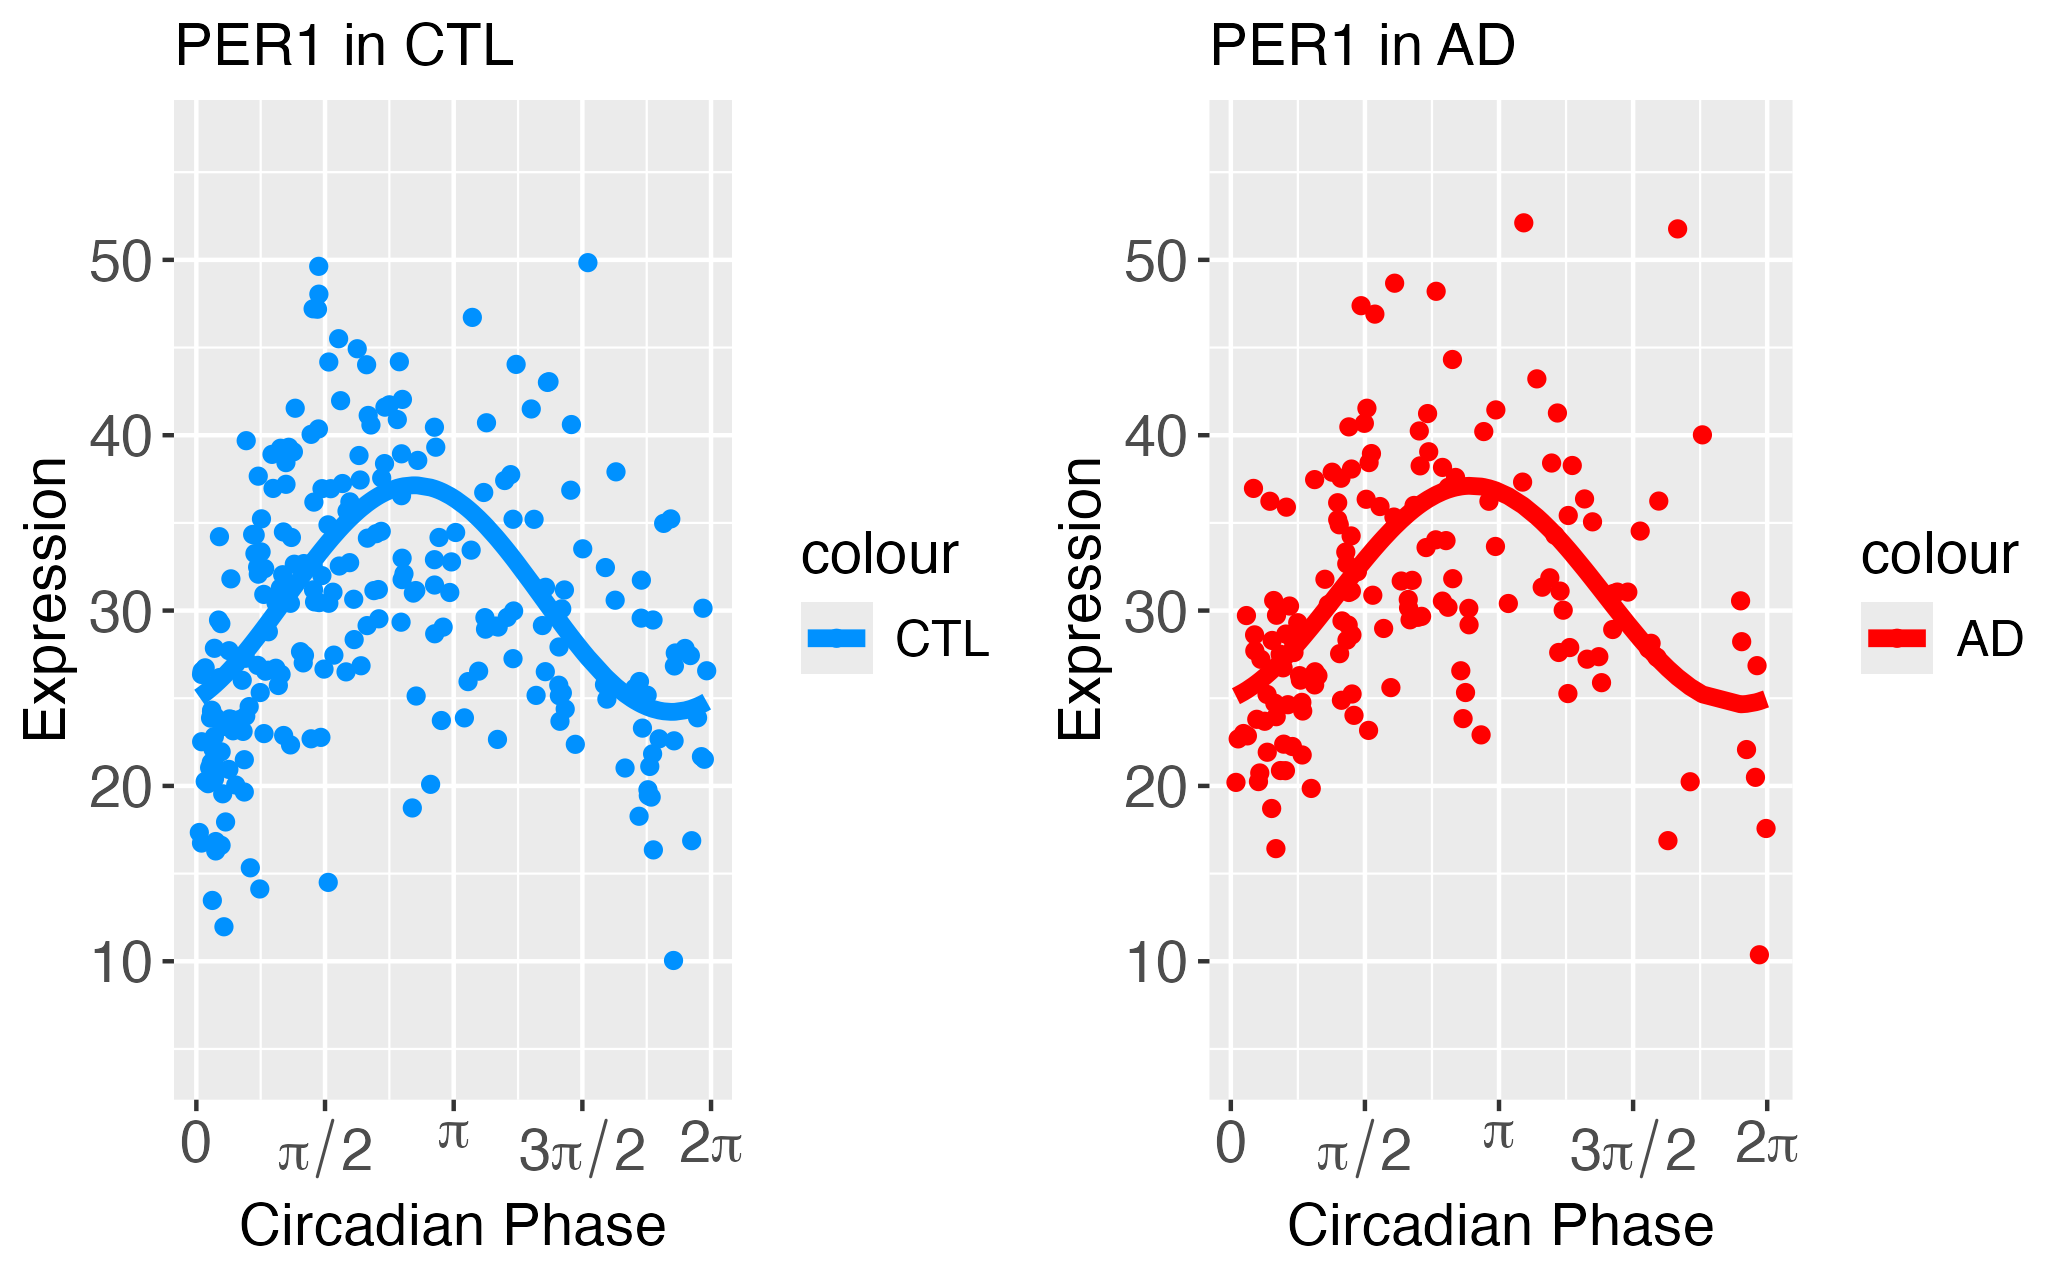 PER1 in CTL
Expression
50
40
30
20
10
0
π/2
π
3π/2
2π
Circadian Phase
colour
CTL
PER1 in AD
Expression
50
40
30
20
10
0
π/2
π
3π/2
2π
Circadian Phase
colour
AD